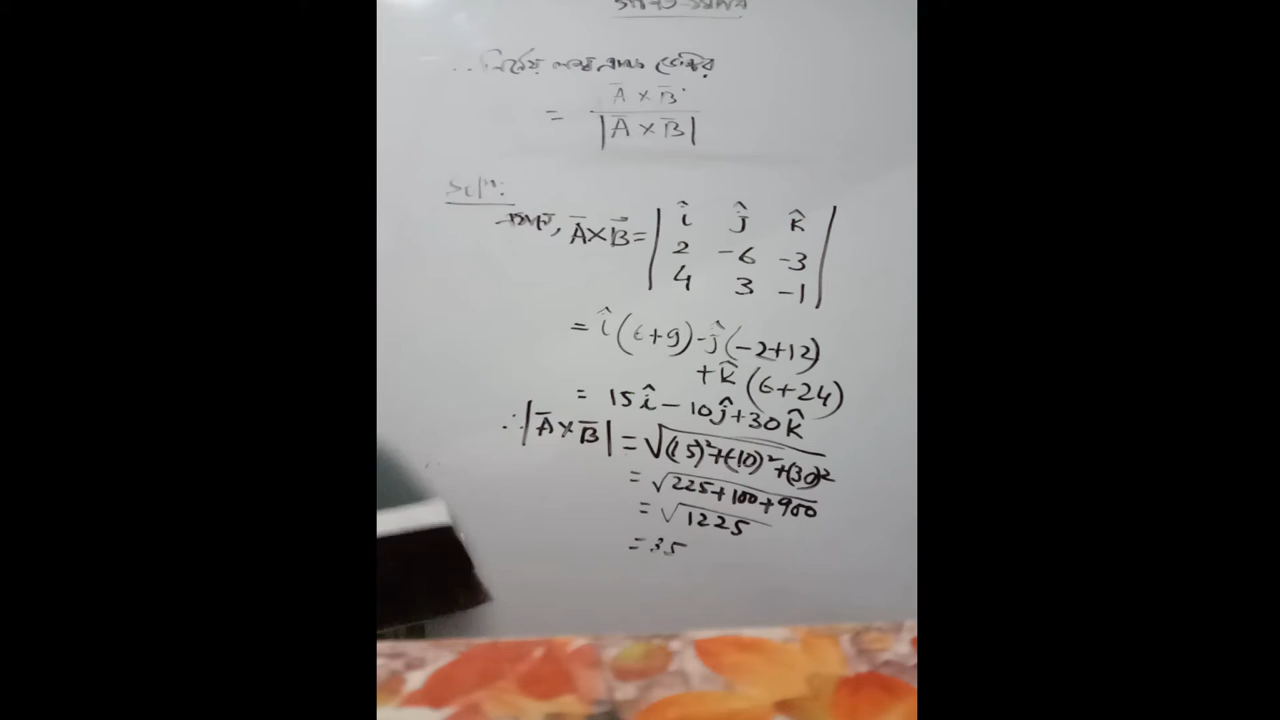 ∴ নির্ণেয় লম্ব একক ভেক্টর
= A̅ × B̅ / |A̅ × B̅|
Solⁿ:
A̅×B̅ = | î ĵ k̂ |
2 -6 -3
4 3 -1
= î(6+9) - ĵ(-2+12)
+ k̂(6+24)
= 15î - 10ĵ + 30k̂
∴ |A̅×B̅| = √(15)²+(-10)²+(30)²
= √225+100+900
= √1225
= 35